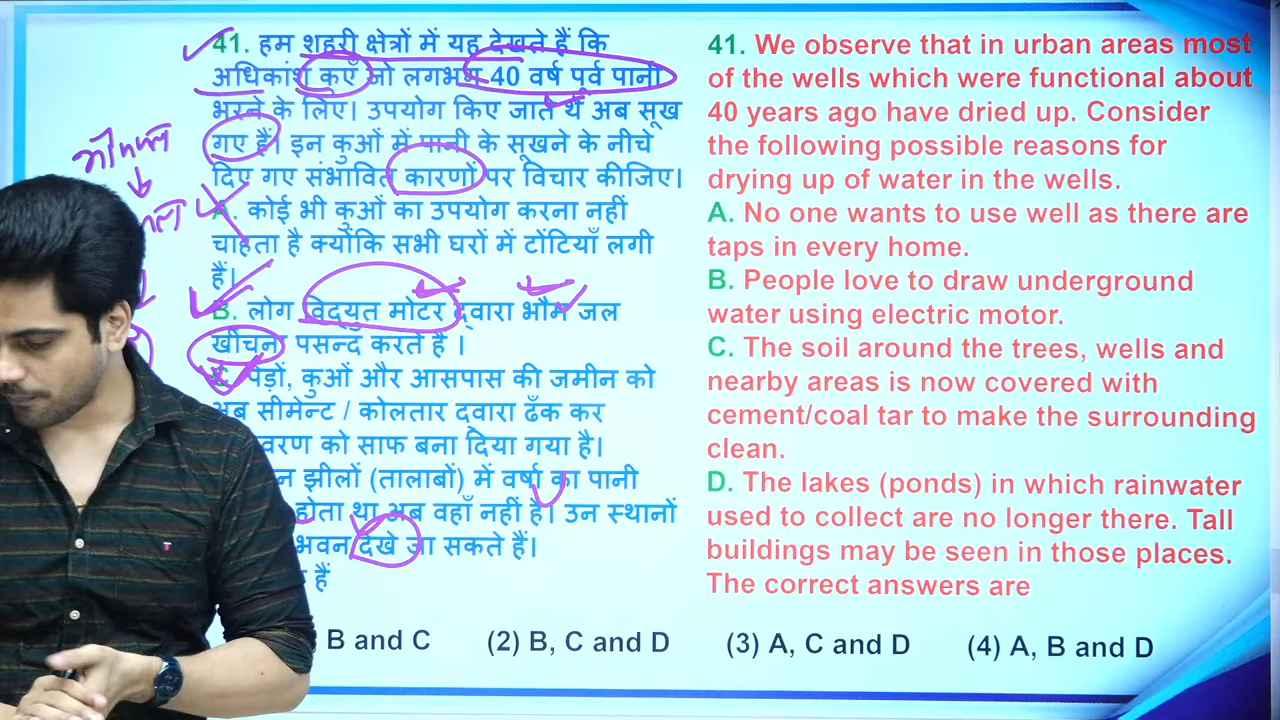 41. हम शहरी क्षेत्रों में यह देखते हैं कि
अधिकांश कुएँ जो लगभग 40 वर्ष पूर्व पानी
भरने के लिए। उपयोग किए जाते थे अब सूख
गए हैं। इन कुओं में पानी के सूखने के नीचे
दिए गए संभावित कारणों पर विचार कीजिए।
A. कोई भी कुओं का उपयोग करना नहीं
चाहता है क्योंकि सभी घरों में टोंटियाँ लगी
हैं।
B. लोग विद्युत मोटर द्वारा भौम जल
खींचना पसन्द करते हैं ।
C. पेड़ों, कुओं और आसपास की जमीन को
अब सीमेन्ट / कोलतार द्वारा ढँक कर
को साफ बना दिया गया है।
झीलों (तालाबों) में वर्षा का पानी
होता था अब वहाँ नहीं है। उन स्थानों
भवन देखे जा सकते हैं।
हैं
41. We observe that in urban areas most
of the wells which were functional about
40 years ago have dried up. Consider
the following possible reasons for
drying up of water in the wells.
A. No one wants to use well as there are
taps in every home.
B. People love to draw underground
water using electric motor.
C. The soil around the trees, wells and
nearby areas is now covered with
cement/coal tar to make the surrounding
clean.
D. The lakes (ponds) in which rainwater
used to collect are no longer there. Tall
buildings may be seen in those places.
The correct answers are
B and C (2) B, C and D (3) A, C and D (4) A, B and D